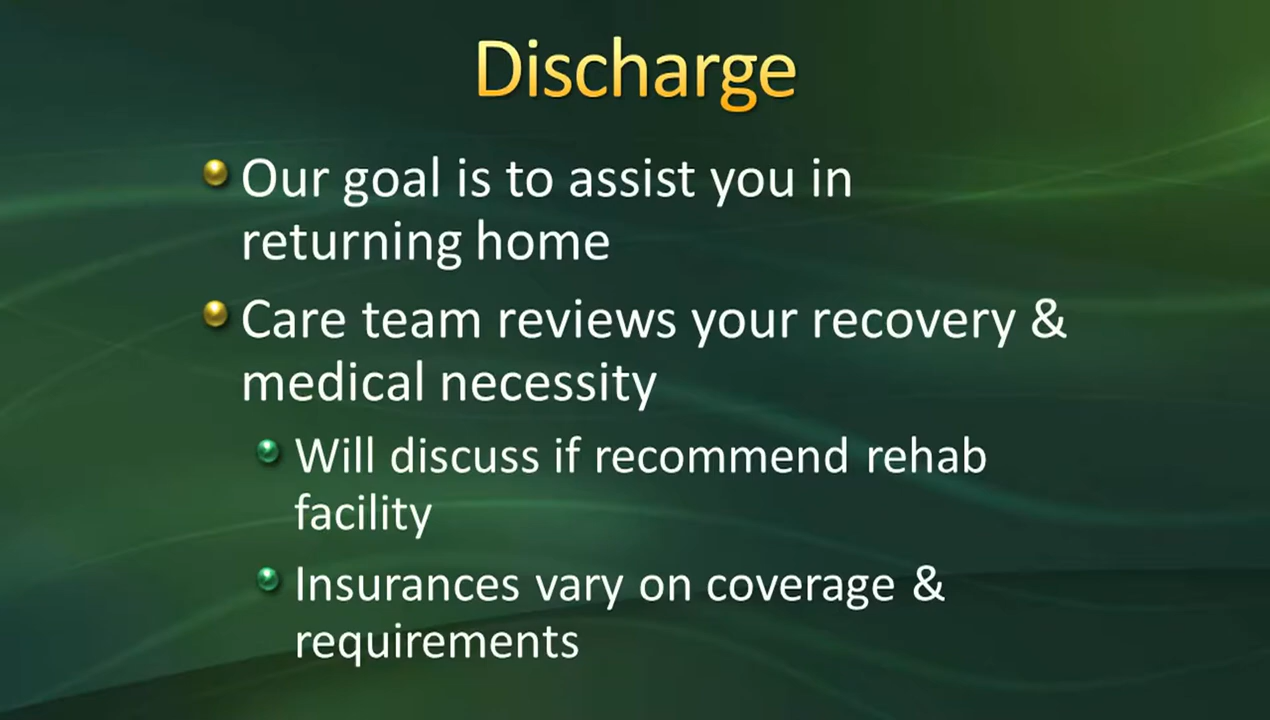 Discharge
Our goal is to assist you in
returning home
Care team reviews your recovery &
medical necessity
Will discuss if recommend rehab
facility
Insurances vary on coverage &
requirements